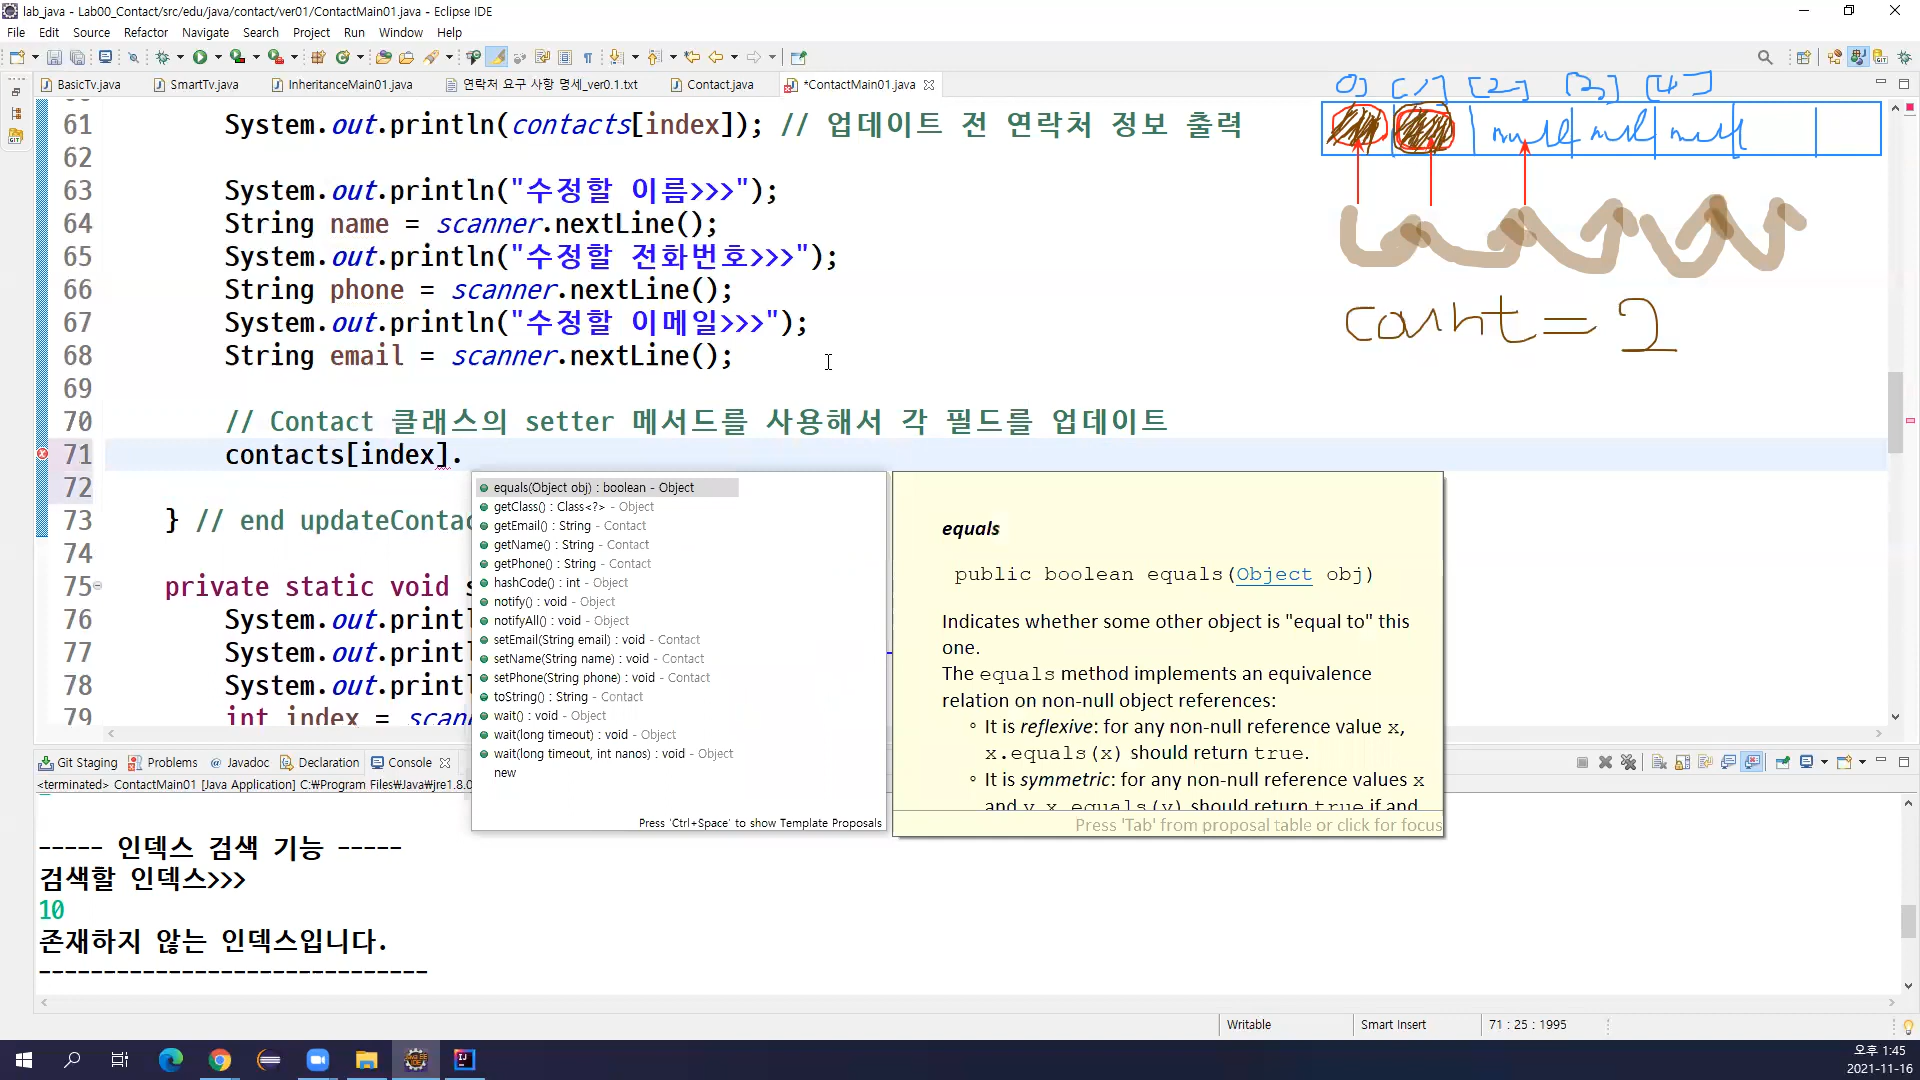 lab_java - Lab00_Contact/src/edu/java/contact/ver01/ContactMain01.java - Eclipse IDE
File Edit Source Refactor Navigate Search Project Run Window Help
BasicTv.java SmartTv.java InheritanceMain01.java 연락처 요구 사항 명세_ver0.1.txt Contact.java *ContactMain01.java
0] [1] [2] [3] [4]
null null null
count = 2
61 System.out.println(contacts[index]); // 업데이트 전 연락처 정보 출력
62
63 System.out.println("수정할 이름>>>");
64 String name = scanner.nextLine();
65 System.out.println("수정할 전화번호>>>");
66 String phone = scanner.nextLine();
67 System.out.println("수정할 이메일>>>");
68 String email = scanner.nextLine();
69
70 // Contact 클래스의 setter 메서드를 사용해서 각 필드를 업데이트
71 contacts[index].
72
73 } // end updateContac
74
75 private static void s
76 System.out.printl
77 System.out.printl
78 System.out.printl
79 int index = scan
equals(Object obj) : boolean - Object
getClass() : Class<?> - Object
getEmail() : String - Contact
getName() : String - Contact
getPhone() : String - Contact
hashCode() : int - Object
notify() : void - Object
notifyAll() : void - Object
setEmail(String email) : void - Contact
setName(String name) : void - Contact
setPhone(String phone) : void - Contact
toString() : String - Contact
wait() : void - Object
wait(long timeout) : void - Object
wait(long timeout, int nanos) : void - Object
new
Press 'Ctrl+Space' to show Template Proposals
equals
public boolean equals(Object obj)
Indicates whether some other object is "equal to" this
one.
The equals method implements an equivalence
relation on non-null object references:
It is reflexive: for any non-null reference value x,
x.equals(x) should return true.
It is symmetric: for any non-null reference values x
and y, x.equals(y) should return true if and
Press 'Tab' from proposal table or click for focus
Git Staging Problems Javadoc Declaration Console
<terminated> ContactMain01 [Java Application] C:₩Program Files₩Java₩jre1.8.0
----- 인덱스 검색 기능 -----
검색할 인덱스>>>
10
존재하지 않는 인덱스입니다.
------------------------------
Writable Smart Insert 71 : 25 : 1995
오후 1:45
2021-11-16